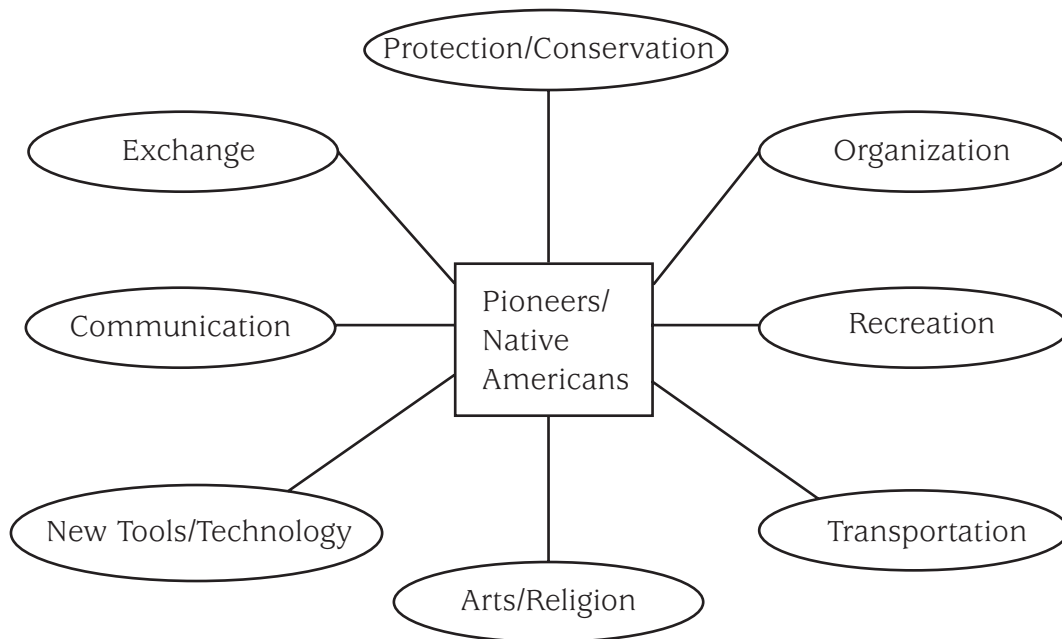 Protection/Conservation
Exchange
Organization
Pioneers/
Native
Americans
Communication
Recreation
New Tools/Technology
Transportation
Arts/Religion